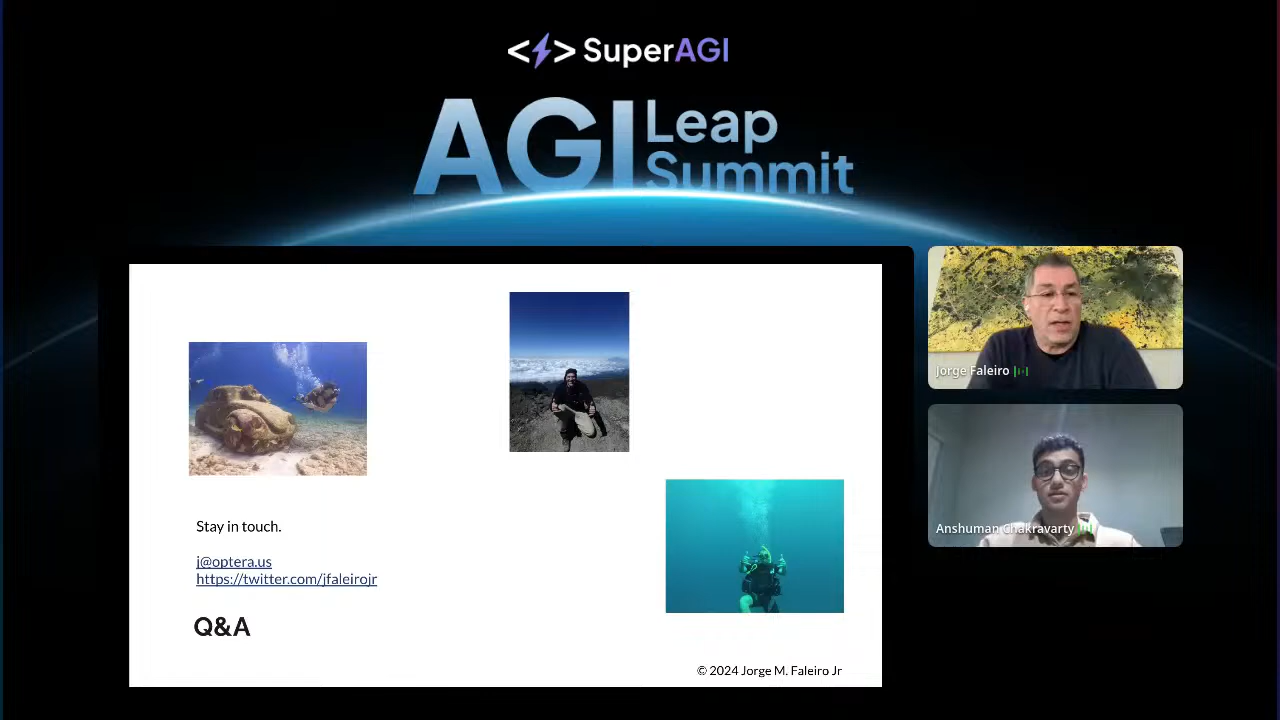 SuperAGI
AGI Leap
Summit
Stay in touch.
j@optera.us
https://twitter.com/jfaleirojr
Q&A
© 2024 Jorge M. Faleiro Jr
Jorge Faleiro
Anshuman Chakravarty